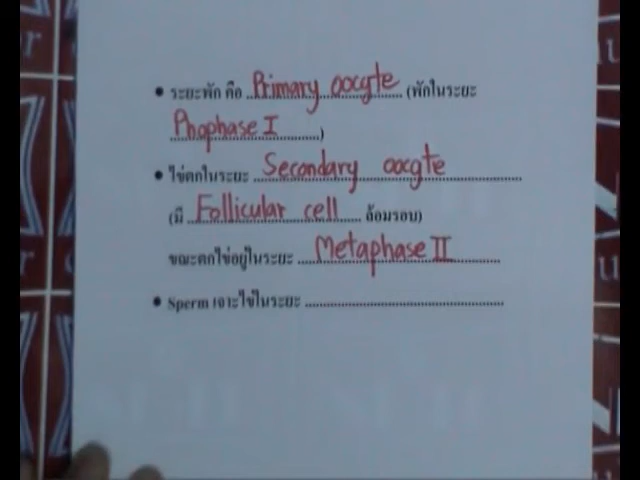 • ระยะพัก คือ Primary oocyte (พักในระยะ
Phophase I)
• ไข่ตกในระยะ Secondary oocyte
(มี Follicular cell ล้อมรอบ)
ขณะตกไข่อยู่ในระยะ Metaphase II
• Sperm เจาะไข่ในระยะ